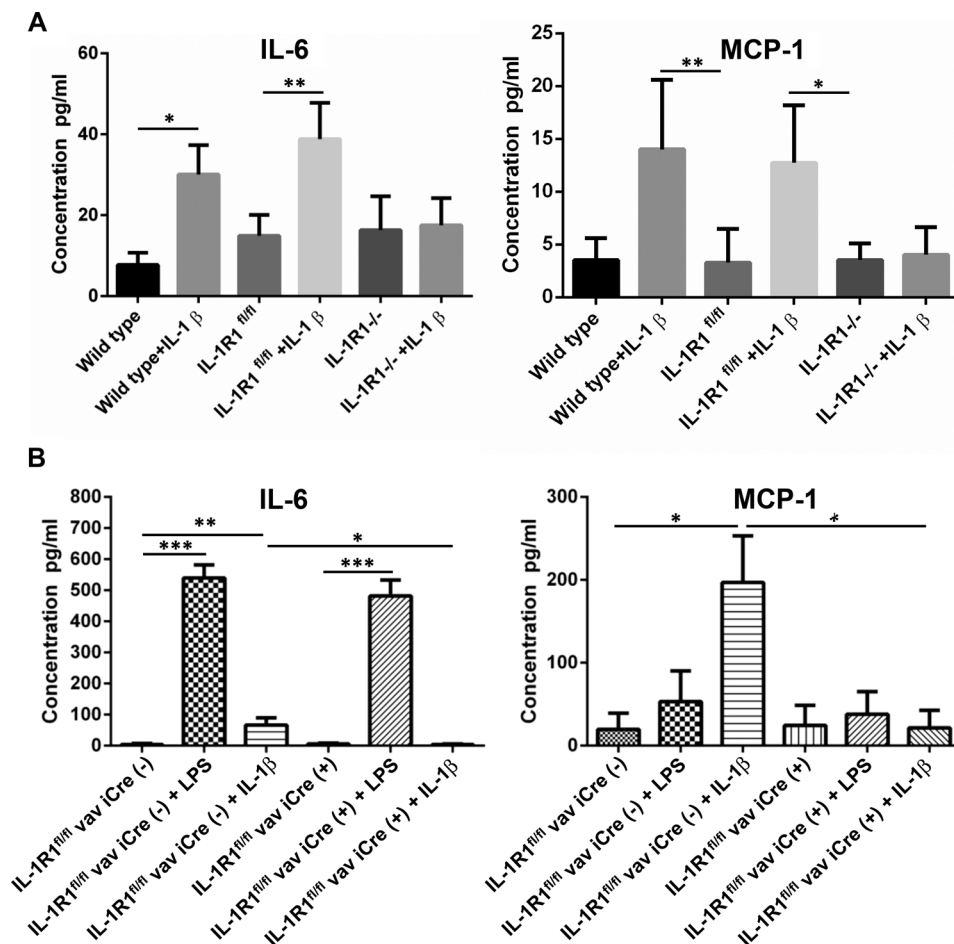 A
IL-6
Concentration pg/ml
60
40
20
0
*
**
Wild type
Wild type+IL-1 β
IL-1R1 fl/fl
IL-1R1 fl/fl +IL-1 β
IL-1R1-/-
IL-1R1-/- +IL-1 β
MCP-1
Concentration pg/ml
25
20
15
10
5
0
**
*
Wild type
Wild type+IL-1 β
IL-1R1 fl/fl
IL-1R1 fl/fl +IL-1 β
IL-1R1-/-
IL-1R1-/- +IL-1 β
B
IL-6
Concentration pg/ml
800
700
600
500
400
300
200
100
0
**
***
*
***
IL-1R1fl/fl vav iCre (-)
IL-1R1fl/fl vav iCre (-) + LPS
IL-1R1fl/fl vav iCre (-) + IL-1β
IL-1R1fl/fl vav iCre (+)
IL-1R1fl/fl vav iCre (+) + LPS
IL-1R1fl/fl vav iCre (+) + IL-1β
MCP-1
Concentration pg/ml
300
200
100
0
*
*
IL-1R1fl/fl vav iCre (-)
IL-1R1fl/fl vav iCre (-) + LPS
IL-1R1fl/fl vav iCre (-) + IL-1β
IL-1R1fl/fl vav iCre (+)
IL-1R1fl/fl vav iCre (+) + LPS
IL-1R1fl/fl vav iCre (+) + IL-1β